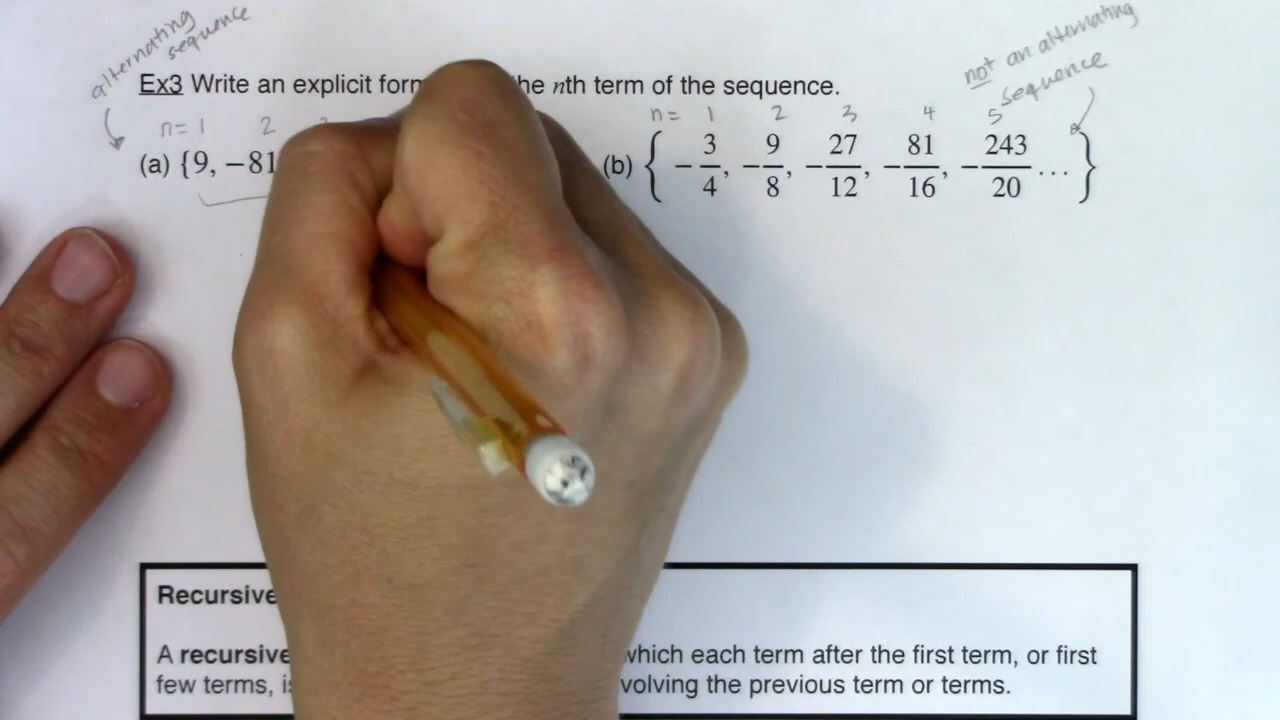 alternating
sequence
not an alternating
sequence
Ex3 Write an explicit form he nth term of the sequence.
n= 1 2 3
(a) {9, −81
n= 1 2 3 4 5
(b) { −3/4, −9/8, −27/12, −81/16, −243/20 ... }
Recursive
A recursive which each term after the first term, or first
few terms, is volving the previous term or terms.